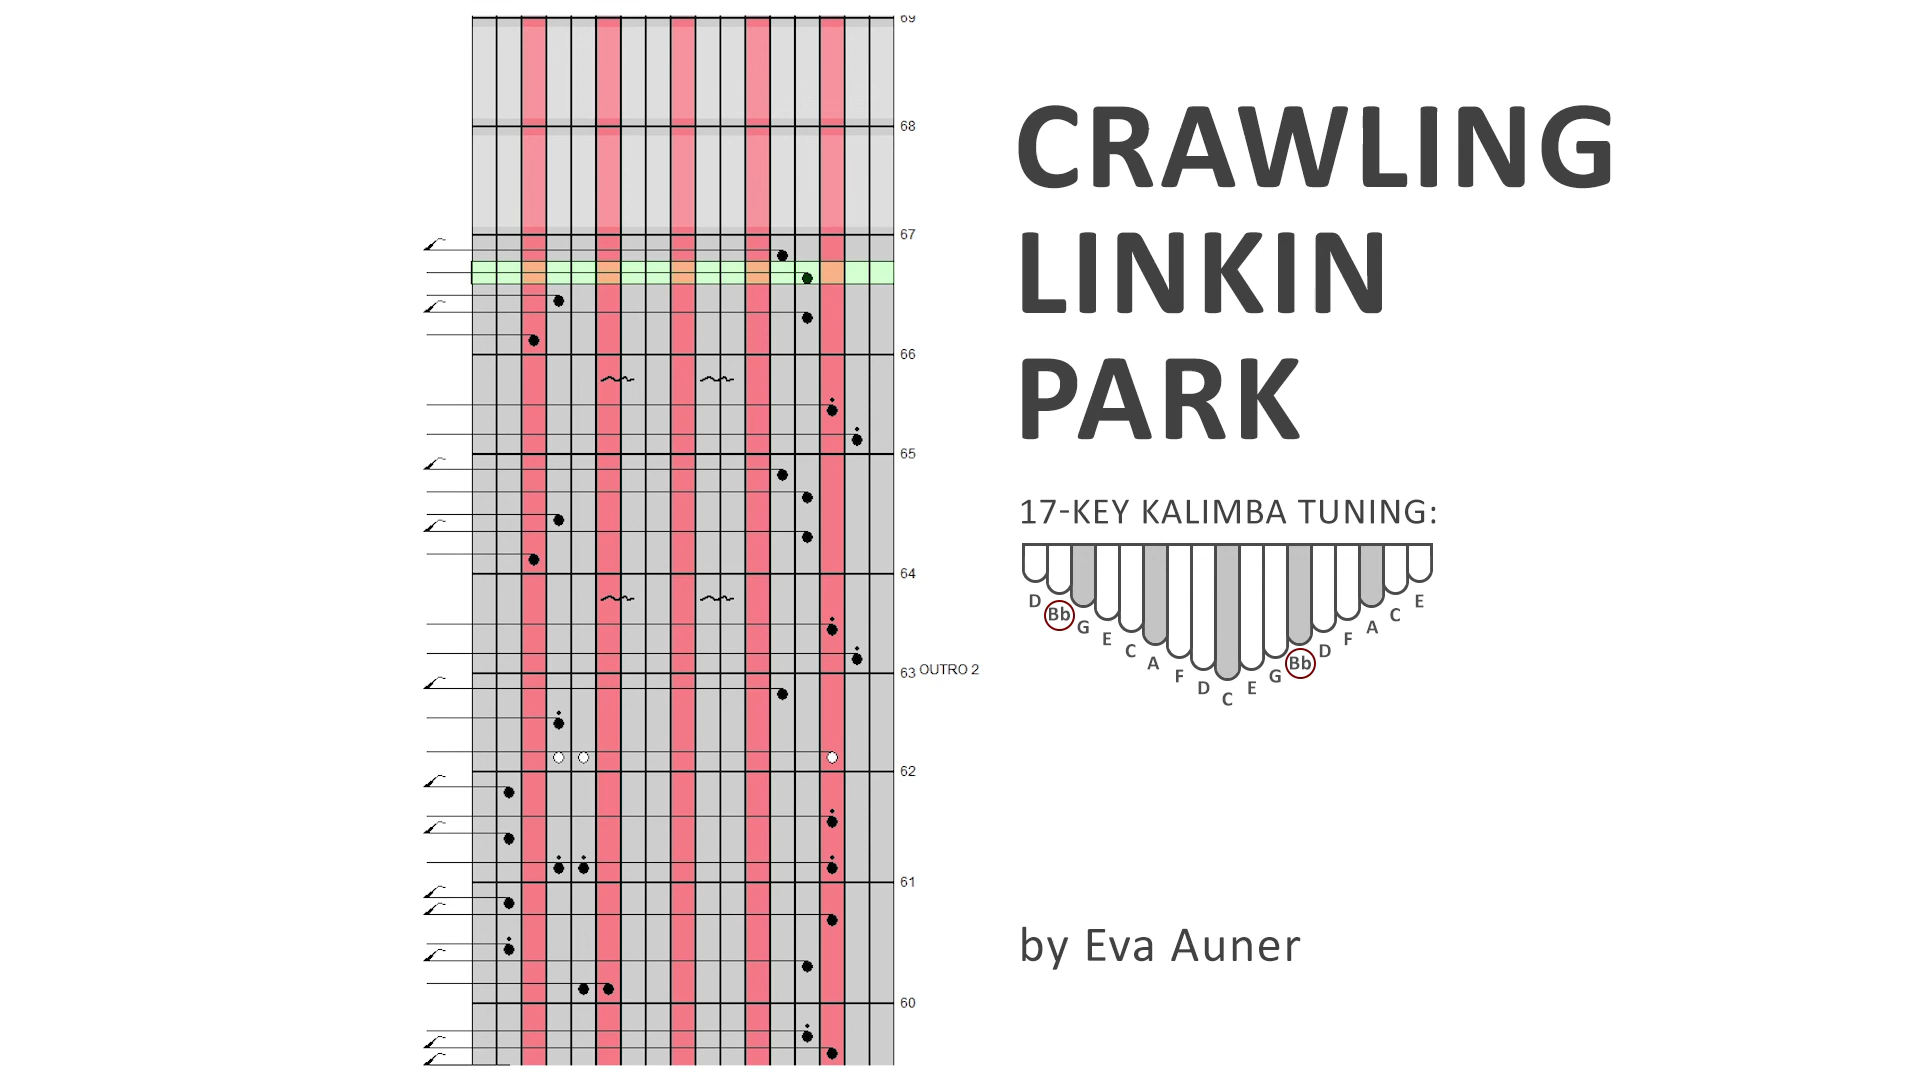 69
68
67
66
65
64
63 OUTRO 2
62
61
60
CRAWLING
LINKIN
PARK
17-KEY KALIMBA TUNING:
D Bb G E C A F D C E G Bb D F A C E
by Eva Auner